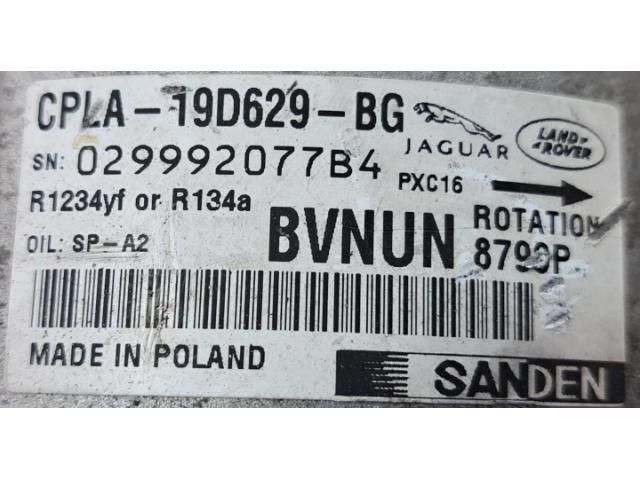 CPLA-19D629-BG
JAGUAR
LAND ROVER
SN: 029992077B4
PXC16
R1234yf or R134a
BVNUN
ROTATION
OIL: SP-A2
MADE IN POLAND
SANDEN